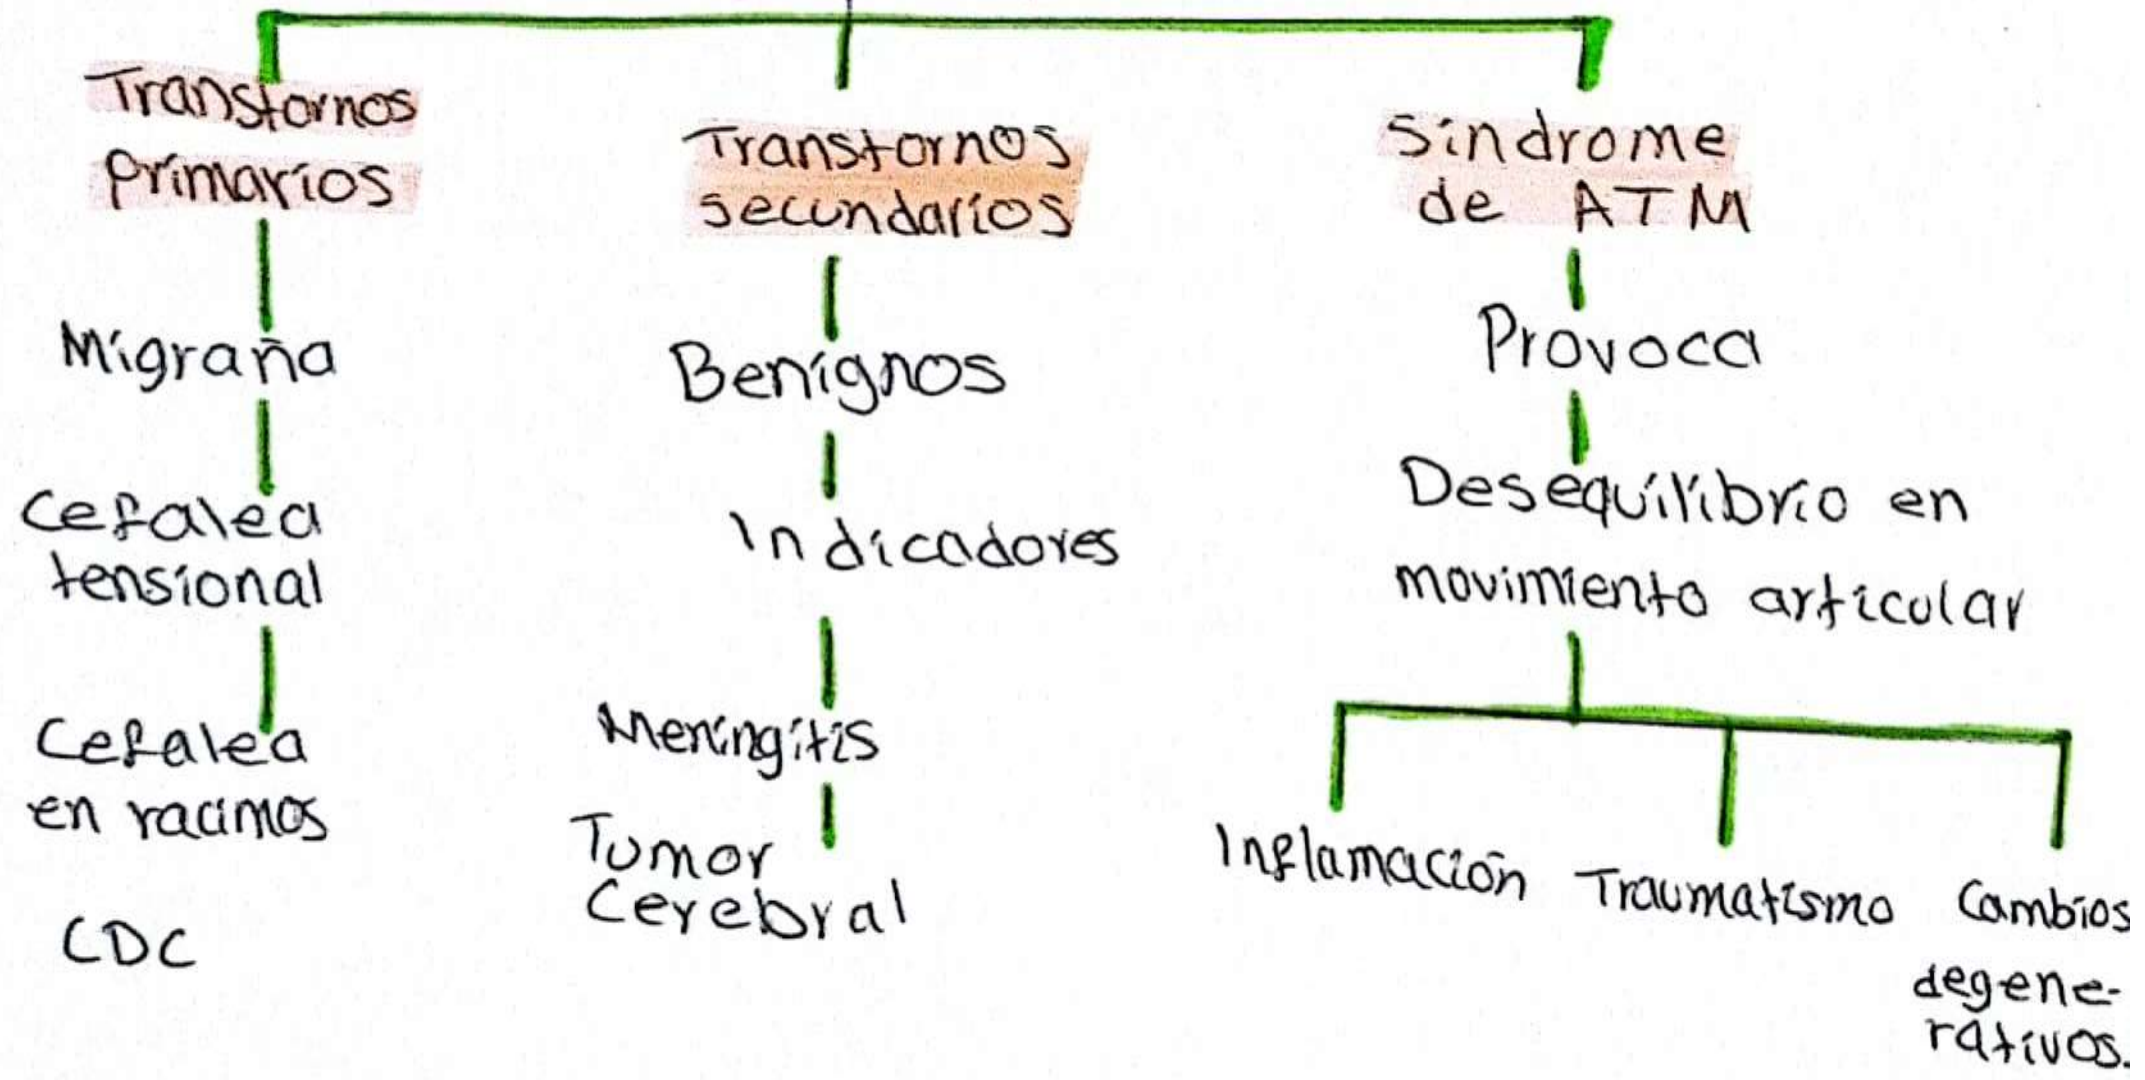 Transtornos
primarios
Migraña
Cefalea
tensional
Cefalea
en racimos
CDC
Transtornos
secundarios
Benignos
Indicadores
Meningitis
Tumor
Cerebral
Síndrome
de ATM
Provoca
Desequilibrio en
movimiento articular
Inflamación
Traumatismo
Cambios
degene-
rativos.